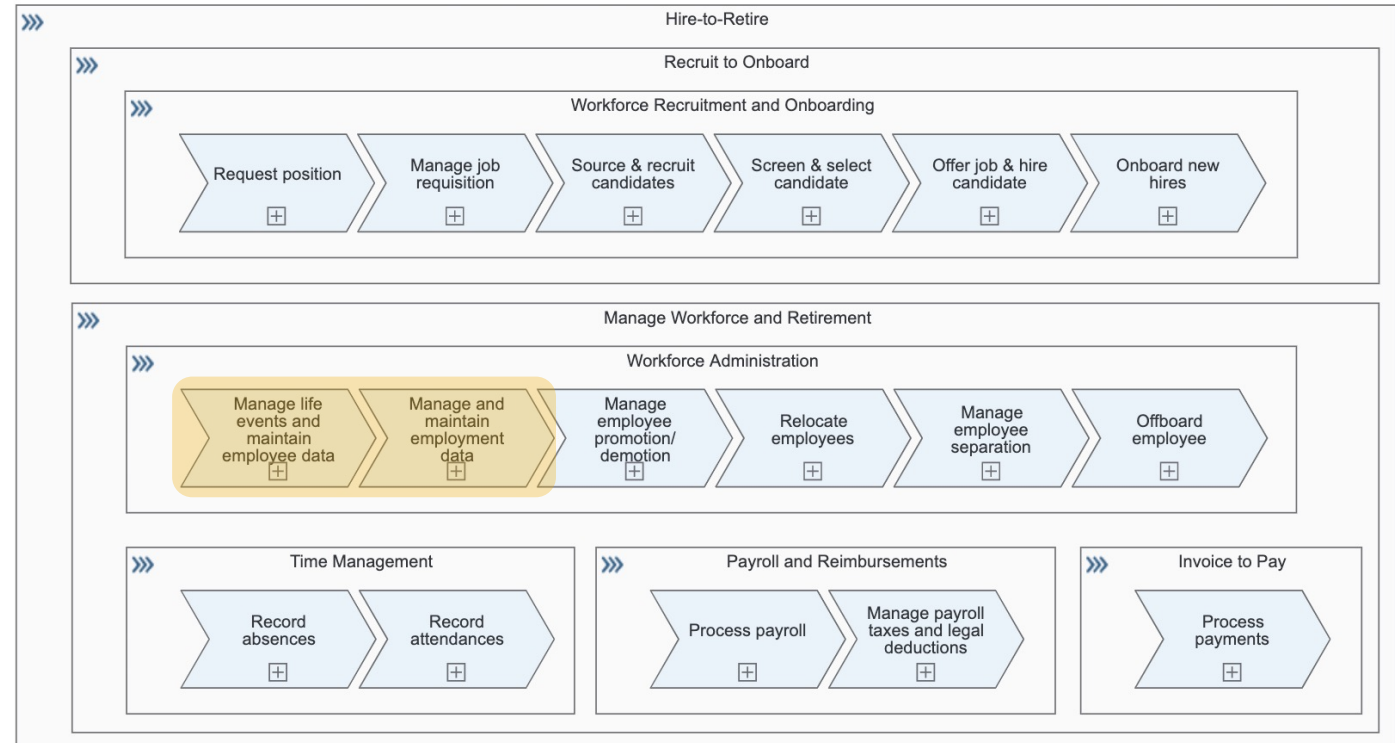 Hire-to-Retire
Recruit to Onboard
Workforce Recruitment and Onboarding
Request position
Manage job
requisition
Source & recruit
candidates
Screen & select
candidate
Offer job & hire
candidate
Onboard new
hires
Manage Workforce and Retirement
Workforce Administration
Manage life
events and
maintain
employee data
Manage and
maintain
employment
data
Manage
employee
promotion/
demotion
Relocate
employees
Manage
employee
separation
Offboard
employee
Time Management
Record
absences
Record
attendances
Payroll and Reimbursements
Process payroll
Manage payroll
taxes and legal
deductions
Invoice to Pay
Process
payments